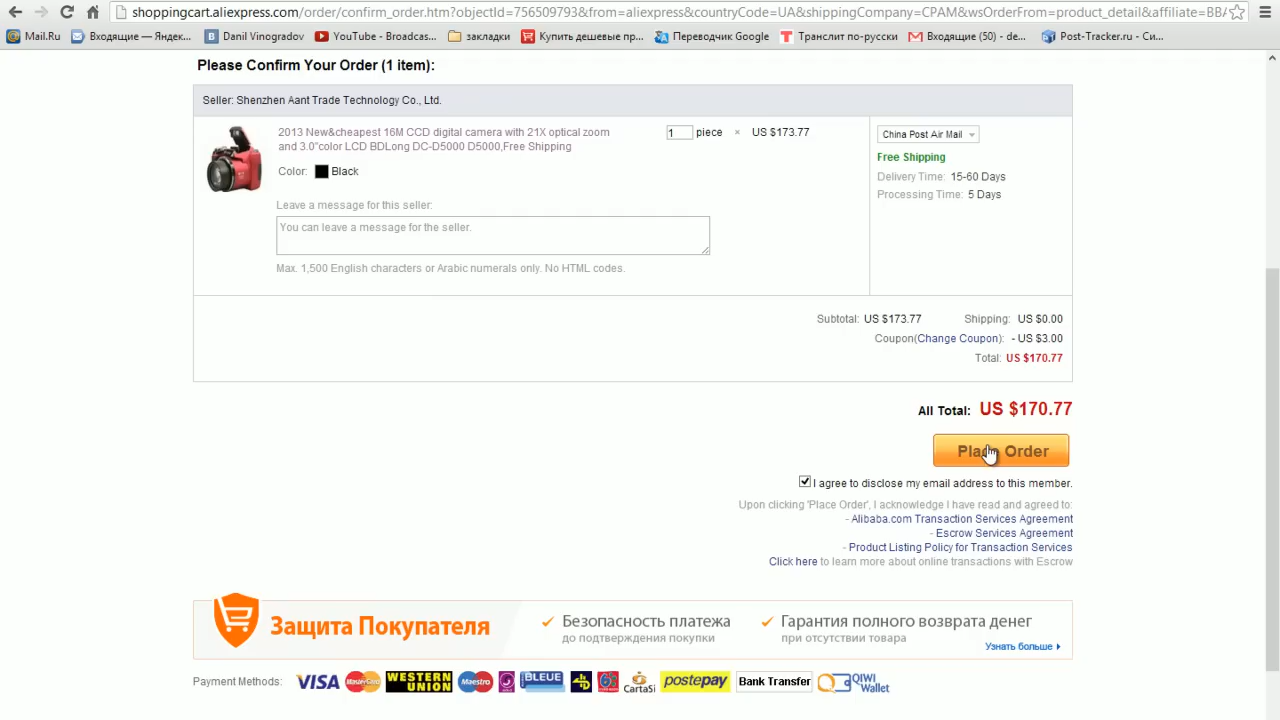 shoppingcart.aliexpress.com/order/confirm_order.htm?objectId=756509793&from=aliexpress&countryCode=UA&shippingCompany=CPAM&wsOrderFrom=product_detail&affiliate=BBA
Mail.Ru Входящие — Яндек... Danil Vinogradov YouTube - Broadcas... закладки Купить дешевые пр... Переводчик Google Транслит по-русски Входящие (50) - de... Post-Tracker.ru - Си...
Please Confirm Your Order (1 item):
Seller: Shenzhen Aant Trade Technology Co., Ltd.
2013 New&cheapest 16M CCD digital camera with 21X optical zoom
and 3.0"color LCD BDLong DC-D5000 D5000,Free Shipping
1 piece × US $173.77
Color: Black
China Post Air Mail
Free Shipping
Delivery Time: 15-60 Days
Processing Time: 5 Days
Leave a message for this seller:
You can leave a message for the seller.
Max. 1,500 English characters or Arabic numerals only. No HTML codes.
Subtotal: US $173.77 Shipping: US $0.00
Coupon(Change Coupon): - US $3.00
Total: US $170.77
All Total: US $170.77
Place Order
I agree to disclose my email address to this member.
Upon clicking 'Place Order', I acknowledge I have read and agreed to:
- Alibaba.com Transaction Services Agreement
- Escrow Services Agreement
- Product Listing Policy for Transaction Services
Click here to learn more about online transactions with Escrow
Защита Покупателя
Безопасность платежа
до подтверждения покупки
Гарантия полного возврата денег
при отсутствии товара
Узнать больше
Payment Methods: VISA MasterCard WESTERN UNION Maestro BLEUE CartaSi postepay Bank Transfer QIWI Wallet